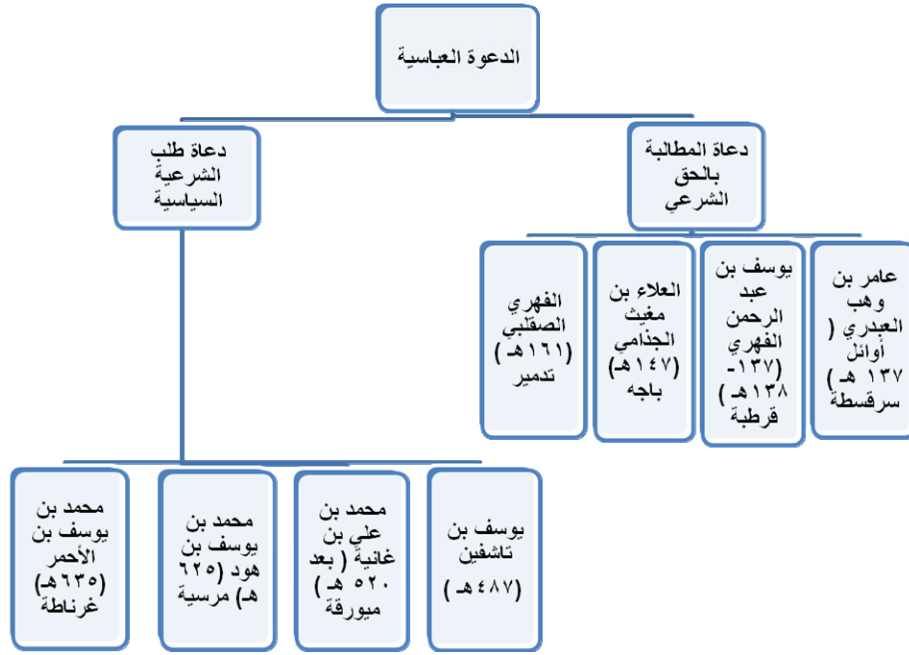 الدعوة العباسية
دعاة المطالبة
بالحق
الشرعي
دعاة طلب
الشرعية
السياسية
عامر بن
وهب
العبدري (
أوائل
١٣٧ هـ )
سرقسطة
يوسف بن
عبد
الرحمن
الفهري
(١٣٧-
١٣٨هـ )
قرطبة
العلاء بن
مغيث
الجذامي
(١٤٧هـ)
باجه
الفهري
الصقلبي
(١٦١هـ )
تدمير
يوسف بن
تاشفين
(٤٨٧هـ )
محمد بن
علي بن
غانية ( بعد
٥٢٠ هـ )
ميورقة
محمد بن
يوسف بن
هود (٦٢٥
هـ) مرسية
محمد بن
يوسف بن
الأحمر
(٦٣٥هـ)
غرناطة